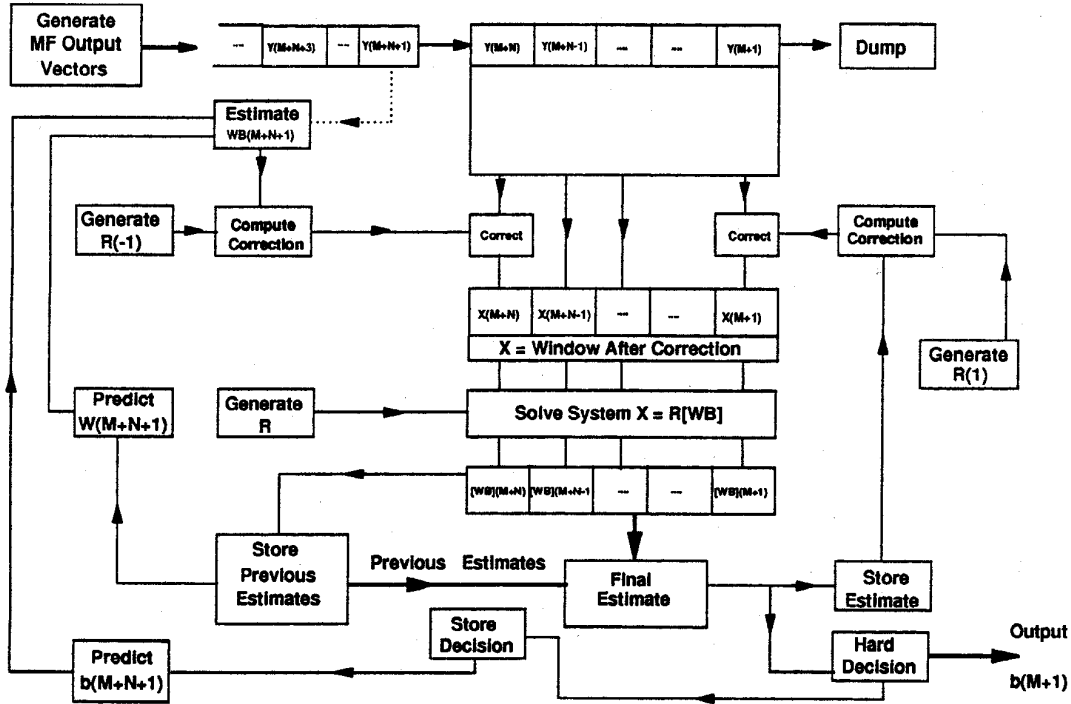 Generate
MF Output
Vectors
--- Y(M+N+3) --- Y(M+N+1)
Y(M+N) Y(M+N-1) --- --- Y(M+1)
Dump
Estimate
WB(M+N+1)
Generate
R(-1)
Compute
Correction
Correct
Correct
Compute
Correction
X(M+N) X(M+N-1) --- --- X(M+1)
X = Window After Correction
Generate
R(1)
Predict
W(M+N+1)
Generate
R
Solve System X = R[WB]
[WB](M+N) [WB](M+N-1 --- --- [WB](M+1)
Store
Previous
Estimates
Previous Estimates
Final
Estimate
Store
Estimate
Store
Decision
Predict
b(M+N+1)
Hard
Decision
Output
b(M+1)